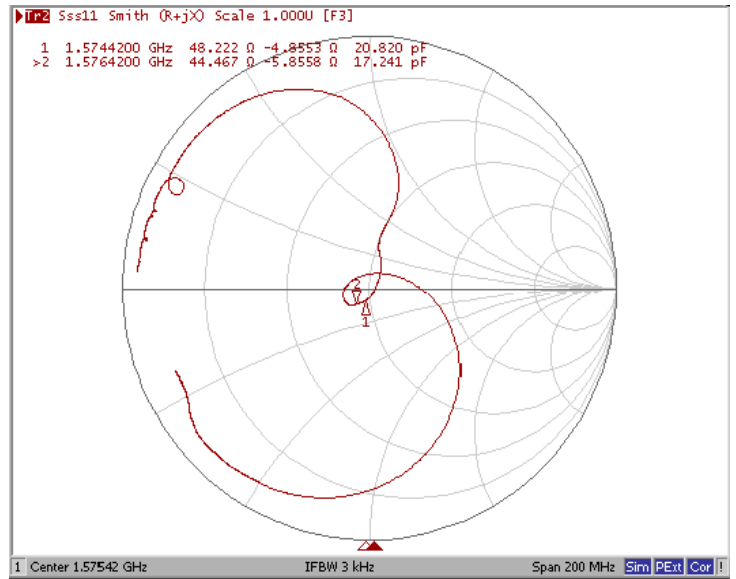 Tr2 Sss11 Smith (R+jX) Scale 1.000U [F3]
1 1.5744200 GHz 48.222 Ω -4.8553 Ω 20.820 pF
>2 1.5764200 GHz 44.467 Ω -5.8558 Ω 17.241 pF
2
1
1 Center 1.57542 GHz IFBW 3 kHz Span 200 MHz Sim PExt Cor !